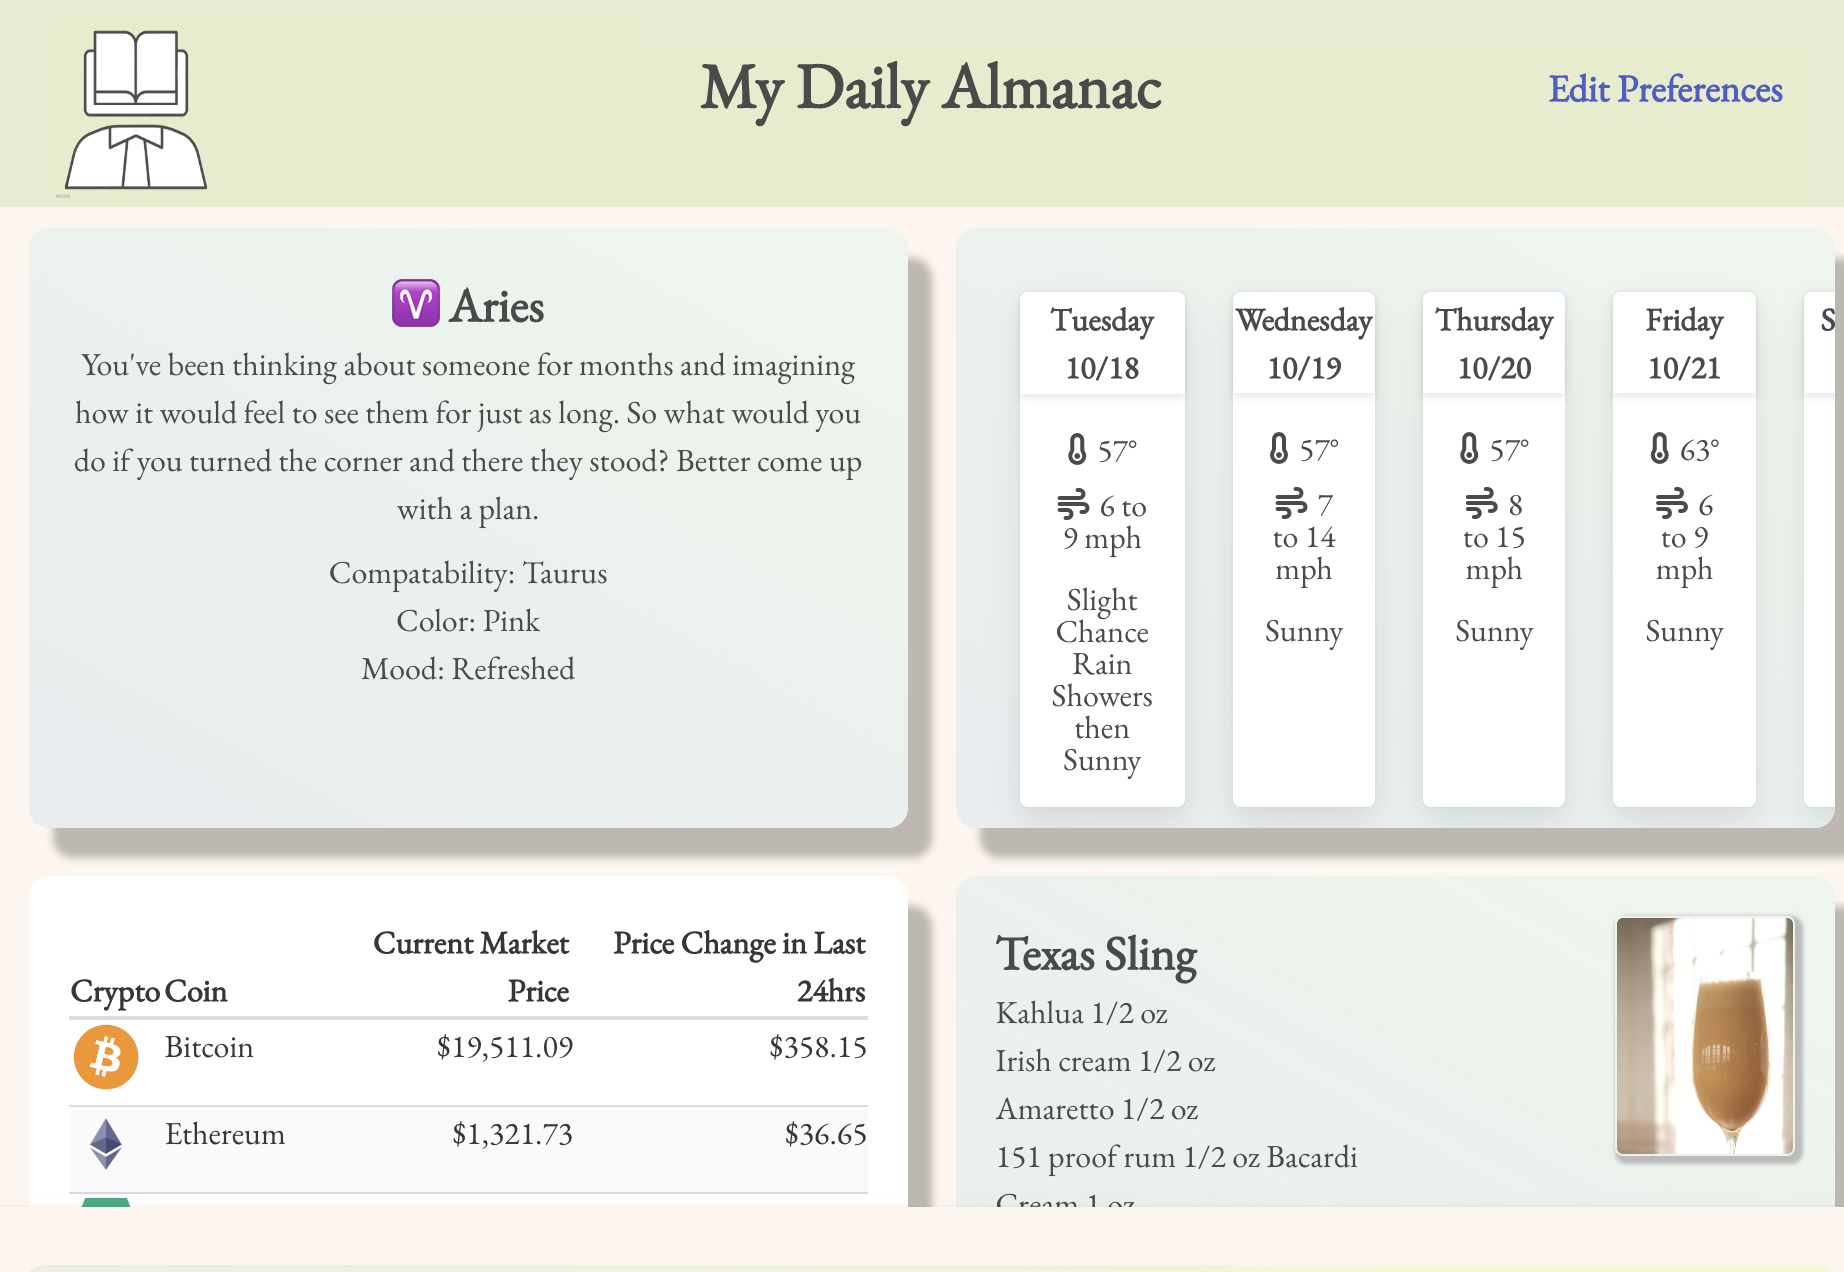 My Daily Almanac
Edit Preferences
♈ Aries
You've been thinking about someone for months and imagining
how it would feel to see them for just as long. So what would you
do if you turned the corner and there they stood? Better come up
with a plan.
Compatability: Taurus
Color: Pink
Mood: Refreshed
Tuesday
10/18
57°
6 to
9 mph
Slight
Chance
Rain
Showers
then
Sunny
Wednesday
10/19
57°
7
to 14
mph
Sunny
Thursday
10/20
57°
8
to 15
mph
Sunny
Friday
10/21
63°
6
to 9
mph
Sunny
S
Crypto Coin
Current Market
Price
Price Change in Last
24hrs
Bitcoin $19,511.09 $358.15
Ethereum $1,321.73 $36.65
Texas Sling
Kahlua 1/2 oz
Irish cream 1/2 oz
Amaretto 1/2 oz
151 proof rum 1/2 oz Bacardi
Cream 1 oz